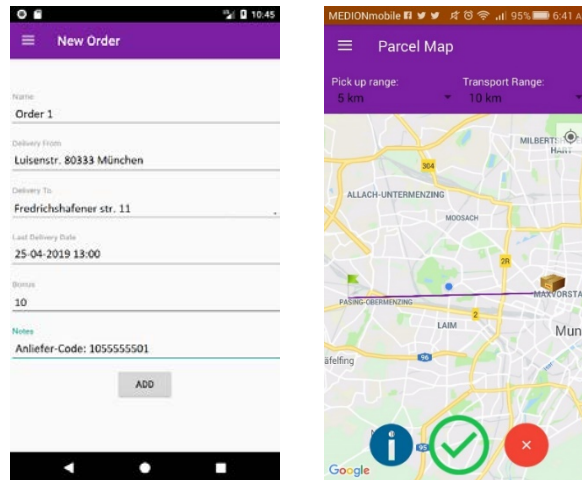 10:45
New Order
Name
Order 1
Delivery From
Luisenstr. 80333 München
Delivery To
Fredrichshafener str. 11
Last Delivery Date
25-04-2019 13:00
Bonus
10
Notes
Anliefer-Code: 1055555501
ADD
MEDIONmobile 95% 6:41 A
Parcel Map
Pick up range: Transport Range:
5 km 10 km
MILBERT
HART
304
ALLACH-UNTERMENZING
MOOSACH
2R
MAXVORSTA
PASING-OBERMENZING
2
LAIM
Mun
äfelfing
96
i
Google